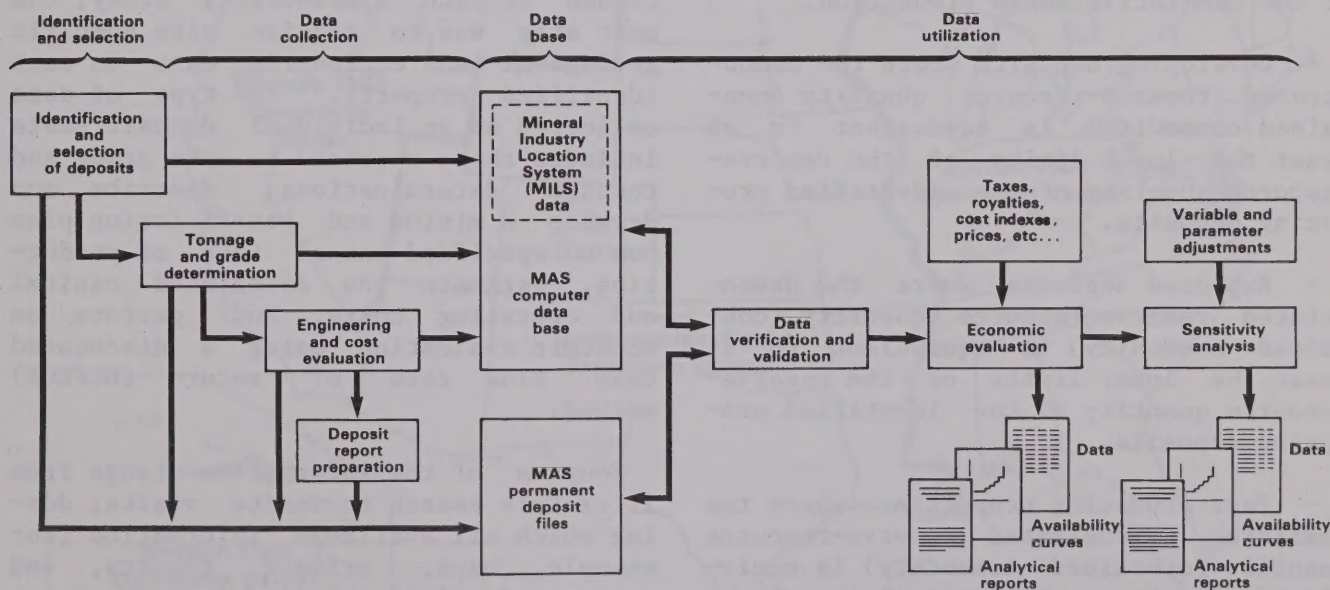 Identification
and selection
Data
collection
Data
base
Data
utilization
Identification
and
selection
of deposits
Mineral
Industry
Location
System
(MILS)
data
Taxes,
royalties,
cost indexes,
prices, etc...
Variable and
parameter
adjustments
Tonnage
and grade
determination
MAS
computer
data
base
Engineering
and cost
evaluation
Data
verification and
validation
Economic
evaluation
Sensitivity
analysis
Deposit
report
preparation
MAS
permanent
deposit
files
Data
Availability
curves
Analytical
reports
Data
Availability
curves
Analytical
reports